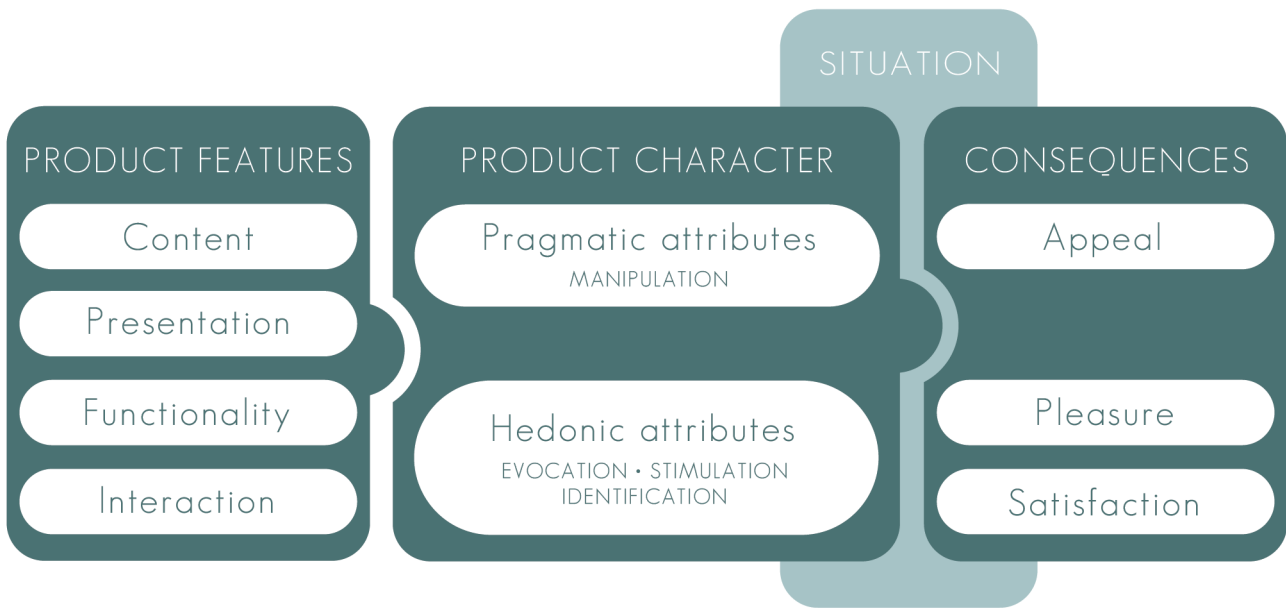 SITUATION
PRODUCT FEATURES
Content
Presentation
Functionality
Interaction
PRODUCT CHARACTER
Pragmatic attributes
MANIPULATION
Hedonic attributes
EVOCATION • STIMULATION
IDENTIFICATION
CONSEQUENCES
Appeal
Pleasure
Satisfaction